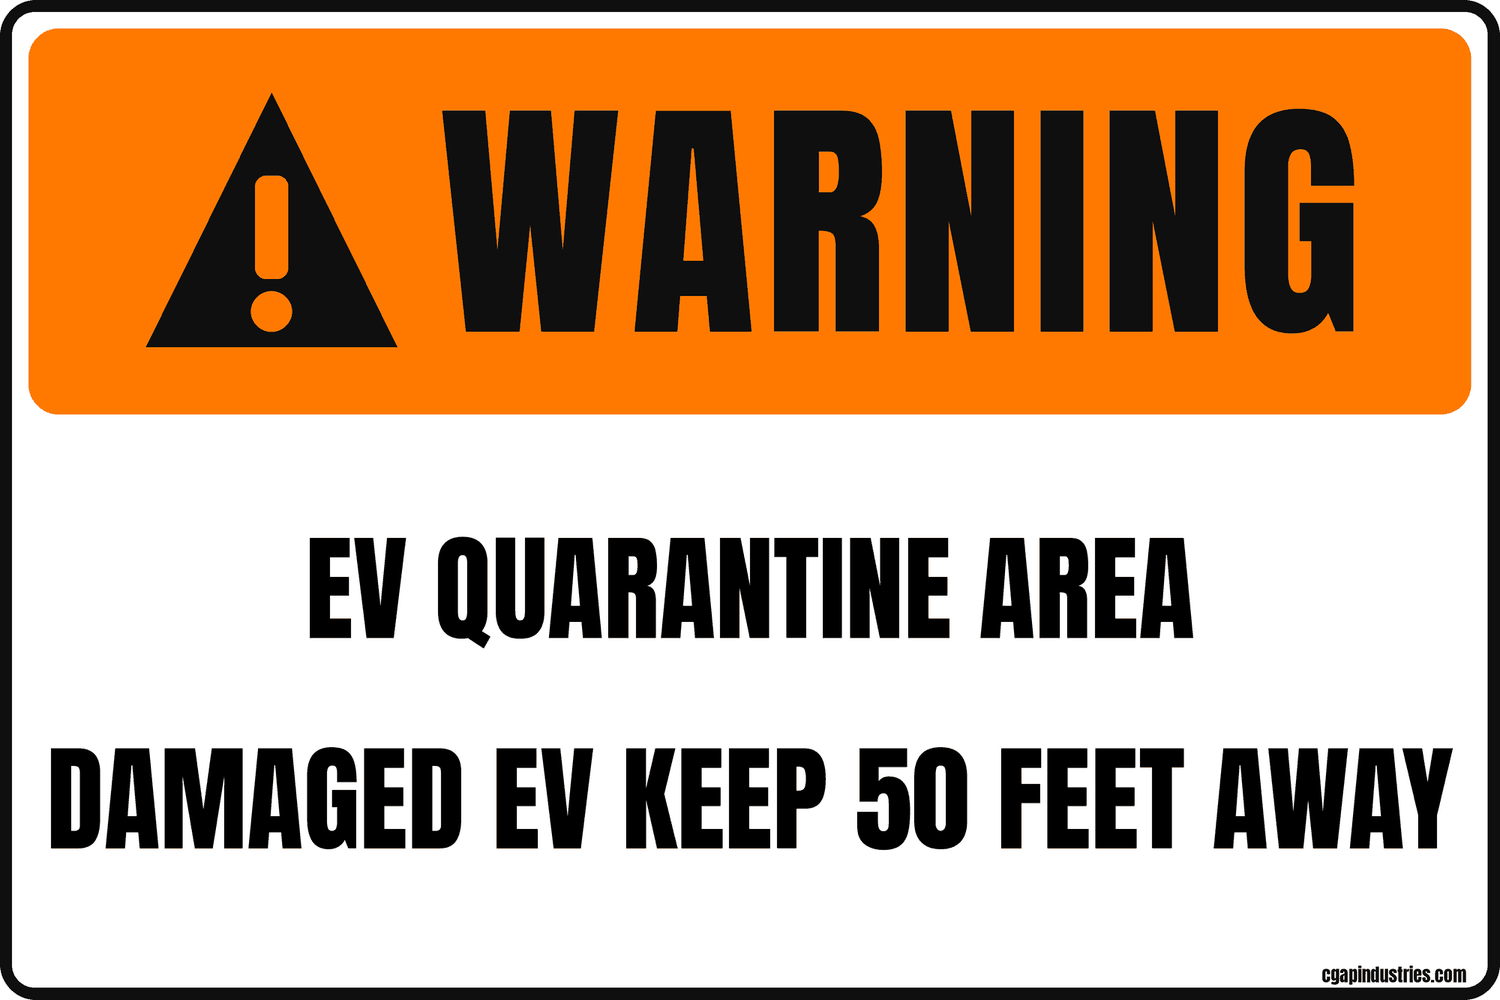 WARNING
EV QUARANTINE AREA
DAMAGED EV KEEP 50 FEET AWAY
cgapindustries.com